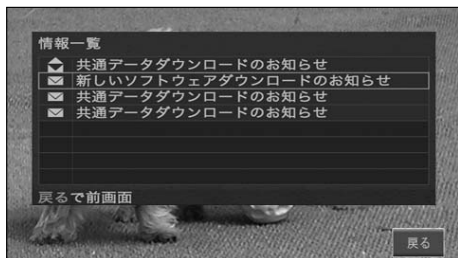 情報一覧
共通データダウンロードのお知らせ
新しいソフトウェアダウンロードのお知らせ
共通データダウンロードのお知らせ
共通データダウンロードのお知らせ
戻るで前画面
戻る